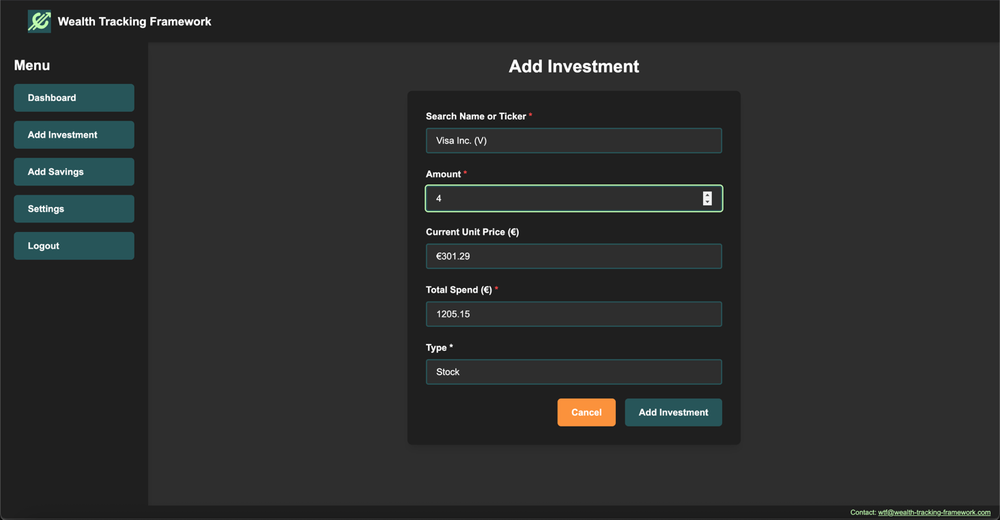 Wealth Tracking Framework
Menu
Dashboard
Add Investment
Add Savings
Settings
Logout
Add Investment
Search Name or Ticker *
Visa Inc. (V)
Amount *
4
Current Unit Price (€)
€301.29
Total Spend (€) *
1205.15
Type *
Stock
Cancel
Add Investment
Contact: wtf@wealth-tracking-framework.com